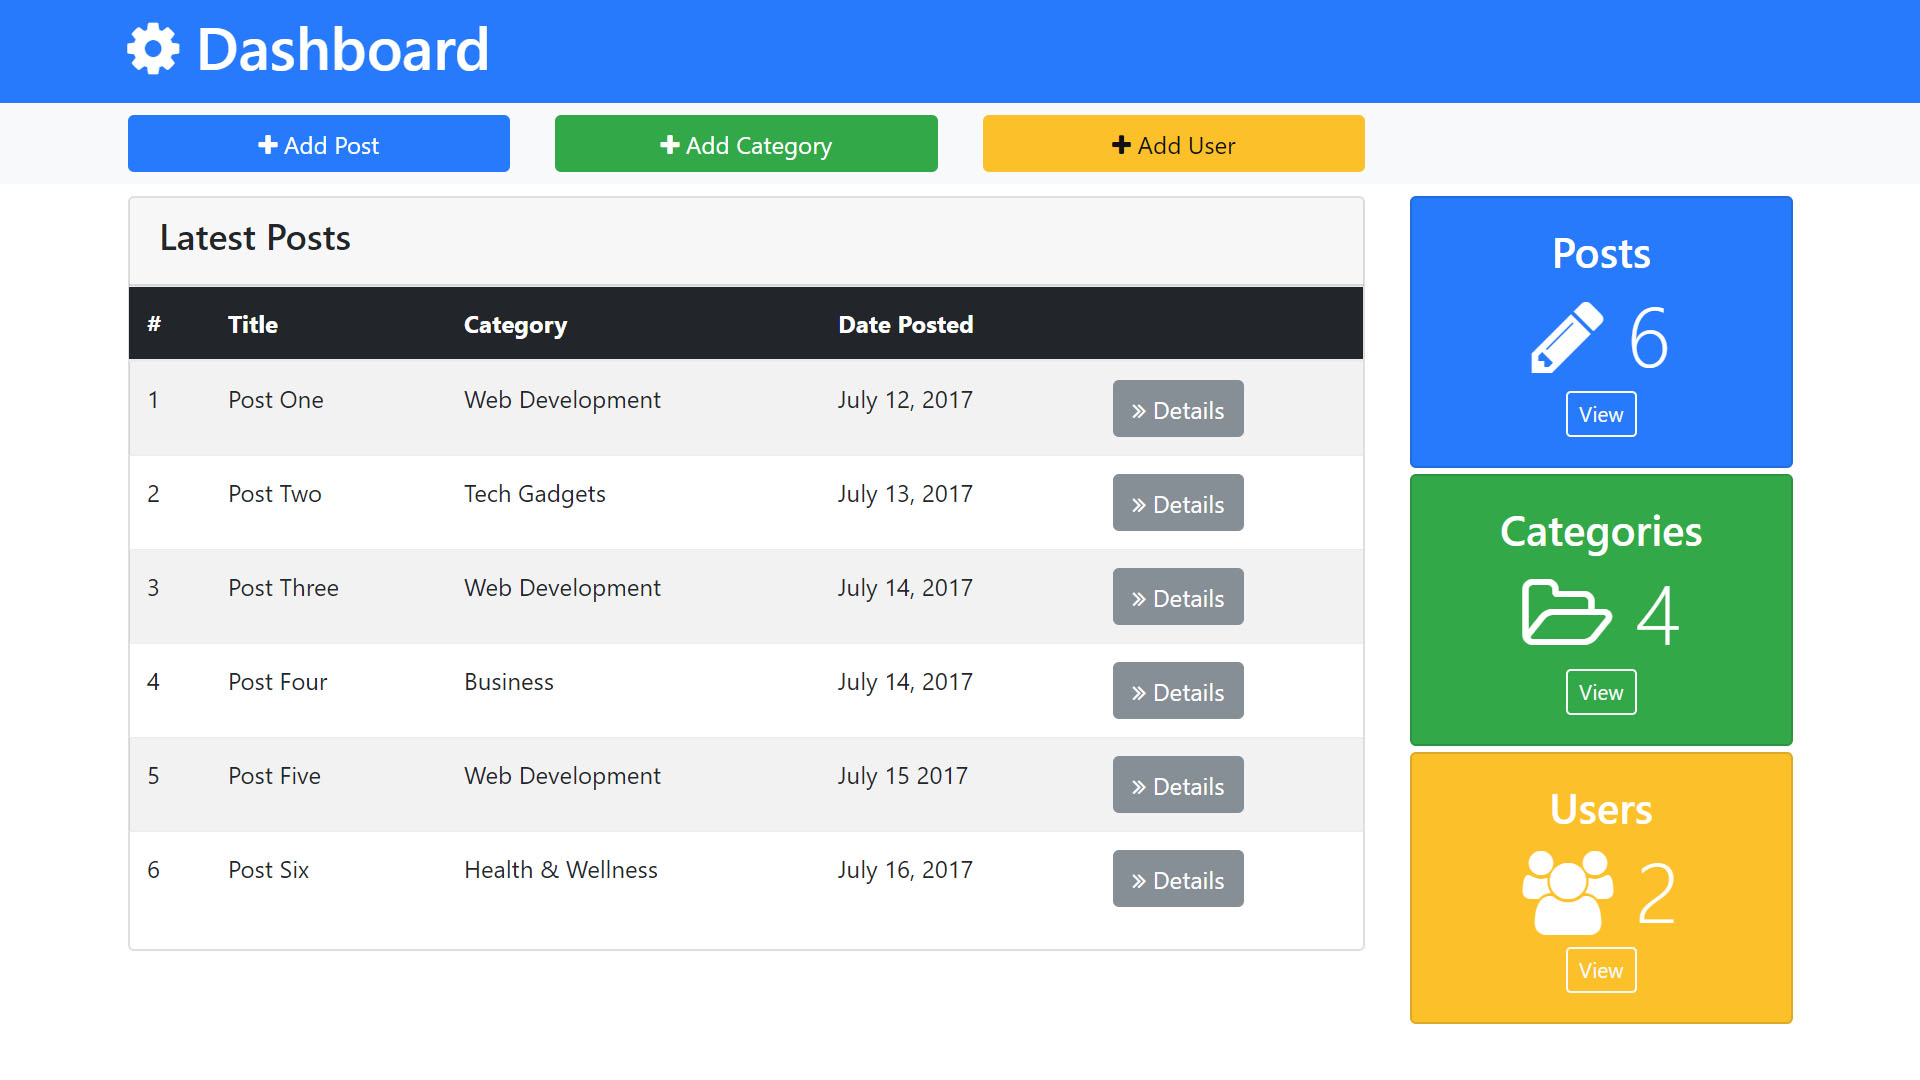 Dashboard
Add Post Add Category Add User
Latest Posts
# Title Category Date Posted
1 Post One Web Development July 12, 2017 Details
2 Post Two Tech Gadgets July 13, 2017 Details
3 Post Three Web Development July 14, 2017 Details
4 Post Four Business July 14, 2017 Details
5 Post Five Web Development July 15 2017 Details
6 Post Six Health & Wellness July 16, 2017 Details
Posts
6
View
Categories
4
View
Users
2
View